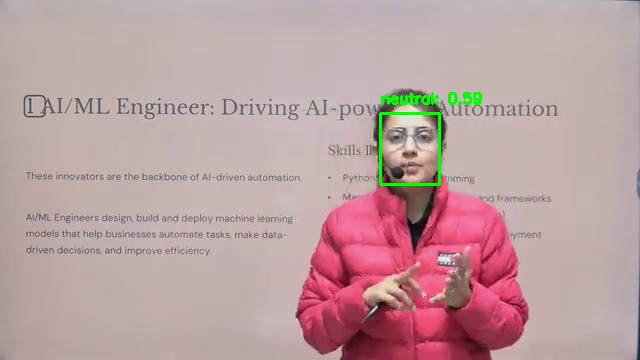 neutral: 0.59
1 AI/ML Engineer: Driving AI-pow Automation
Skills
These innovators are the backbone of AI-driven automation.
• Python
AI/ML Engineers design, build and deploy machine learning
models that help businesses automate tasks, make data-
driven decisions, and improve efficiency.
and frameworks